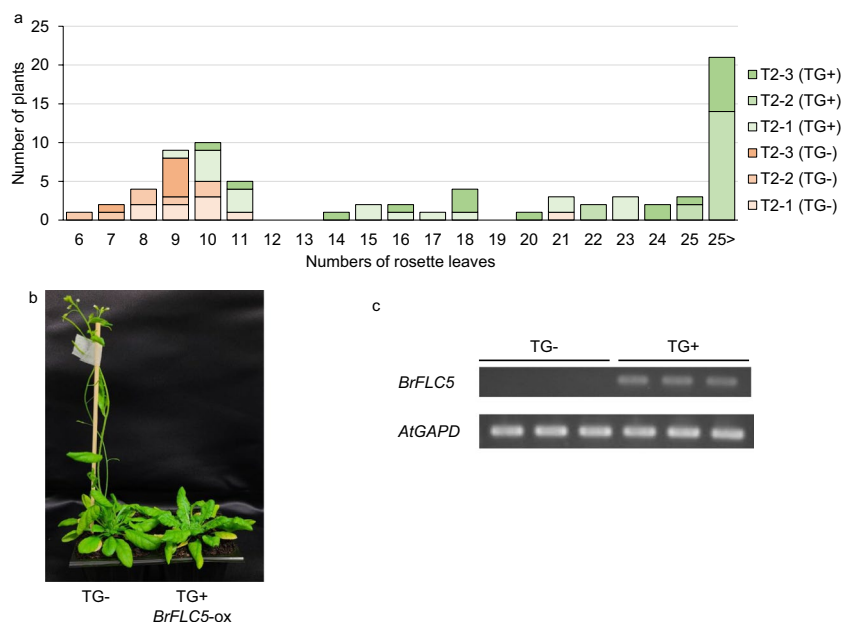 a
25
20
15
10
5
0
Number of plants
6 7 8 9 10 11 12 13 14 15 16 17 18 19 20 21 22 23 24 25 25>
Numbers of rosette leaves
T2-3 (TG+)
T2-2 (TG+)
T2-1 (TG+)
T2-3 (TG-)
T2-2 (TG-)
T2-1 (TG-)
b
TG- TG+
BrFLC5-ox
c
TG- TG+
BrFLC5
AtGAPD